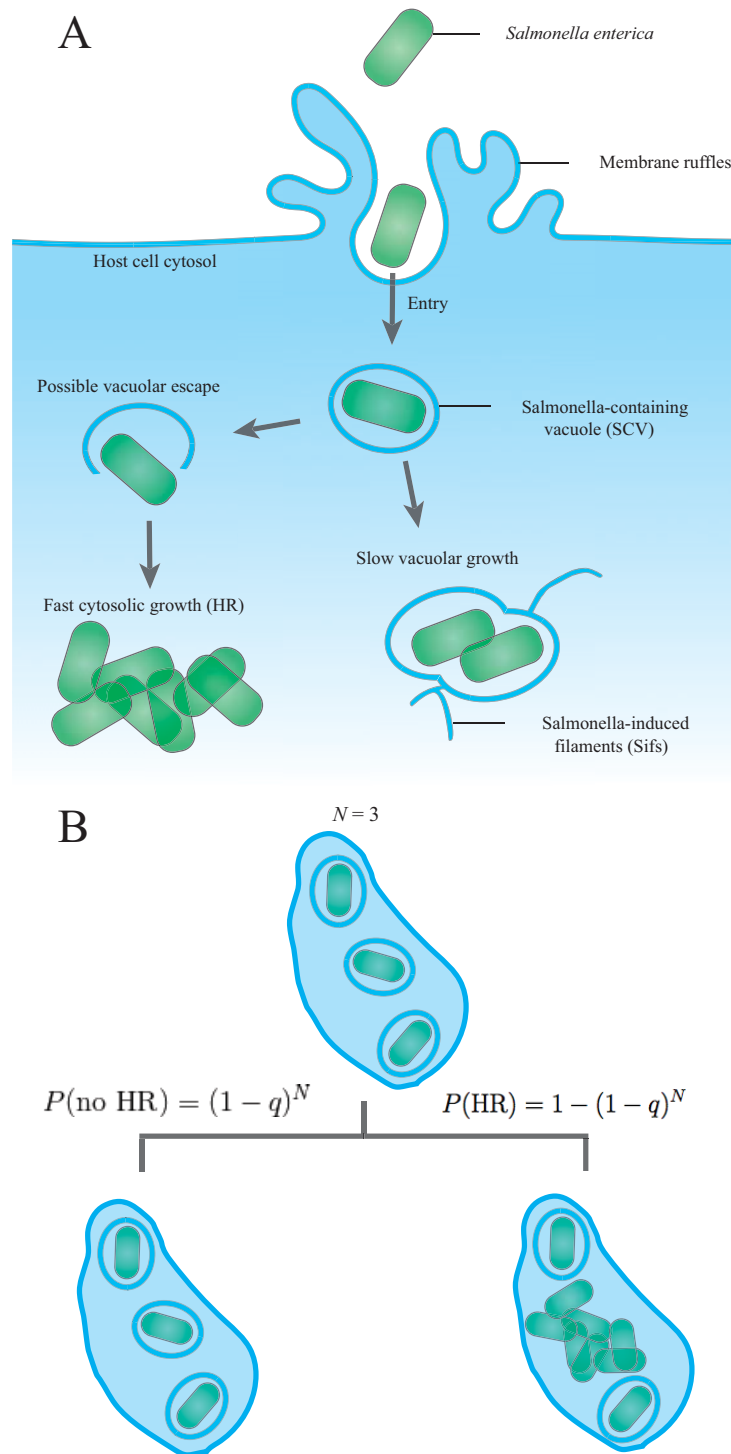 A
Salmonella enterica
Membrane ruffles
Host cell cytosol
Entry
Possible vacuolar escape
Salmonella-containing
vacuole (SCV)
Slow vacuolar growth
Fast cytosolic growth (HR)
Salmonella-induced
filaments (Sifs)
B
N = 3
P(no HR) = (1 − q)^N
P(HR) = 1 − (1 − q)^N